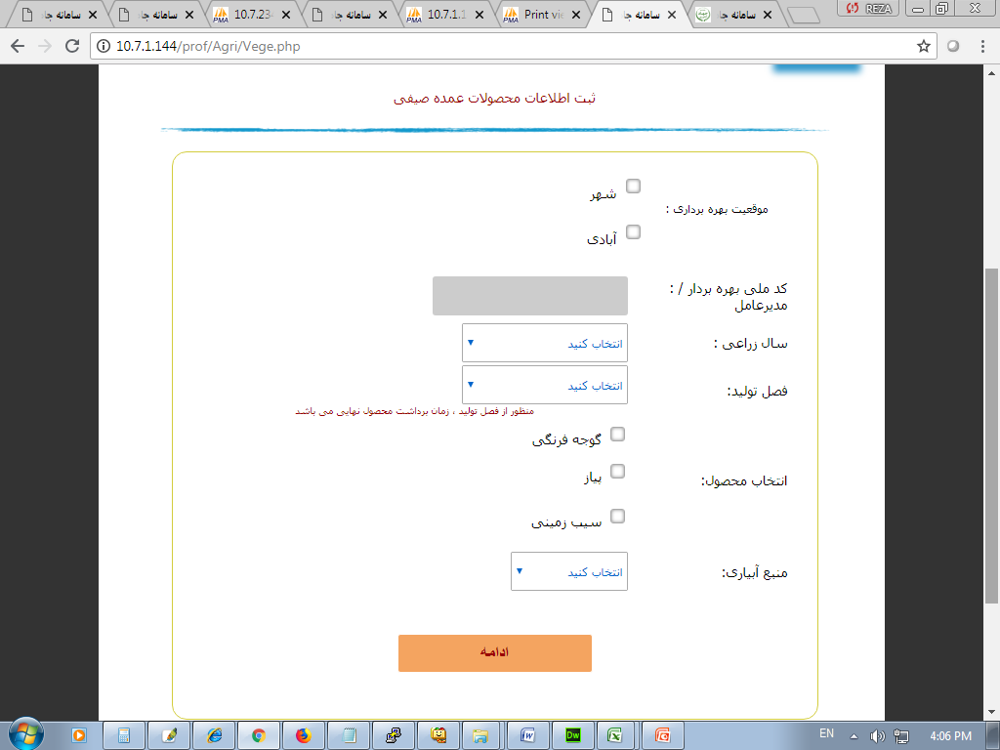 سامانه جا
سامانه جا
10.7.23
سامانه جا
10.7.1.1
Print vie
سامانه جا
سامانه جا
REZA
10.7.1.144/prof/Agri/Vege.php
ثبت اطلاعات محصولات عمده صیفی
شهر
موقعیت بهره برداری :
آبادی
کد ملی بهره بردار / :
مدیرعامل
سال زراعی :
انتخاب کنید
فصل تولید:
انتخاب کنید
منظور از فصل تولید ، زمان برداشت محصول نهایی می باشد
گوجه فرنگی
انتخاب محصول:
پیاز
سیب زمینی
منبع آبیاری:
انتخاب کنید
ادامه
EN
4:06 PM